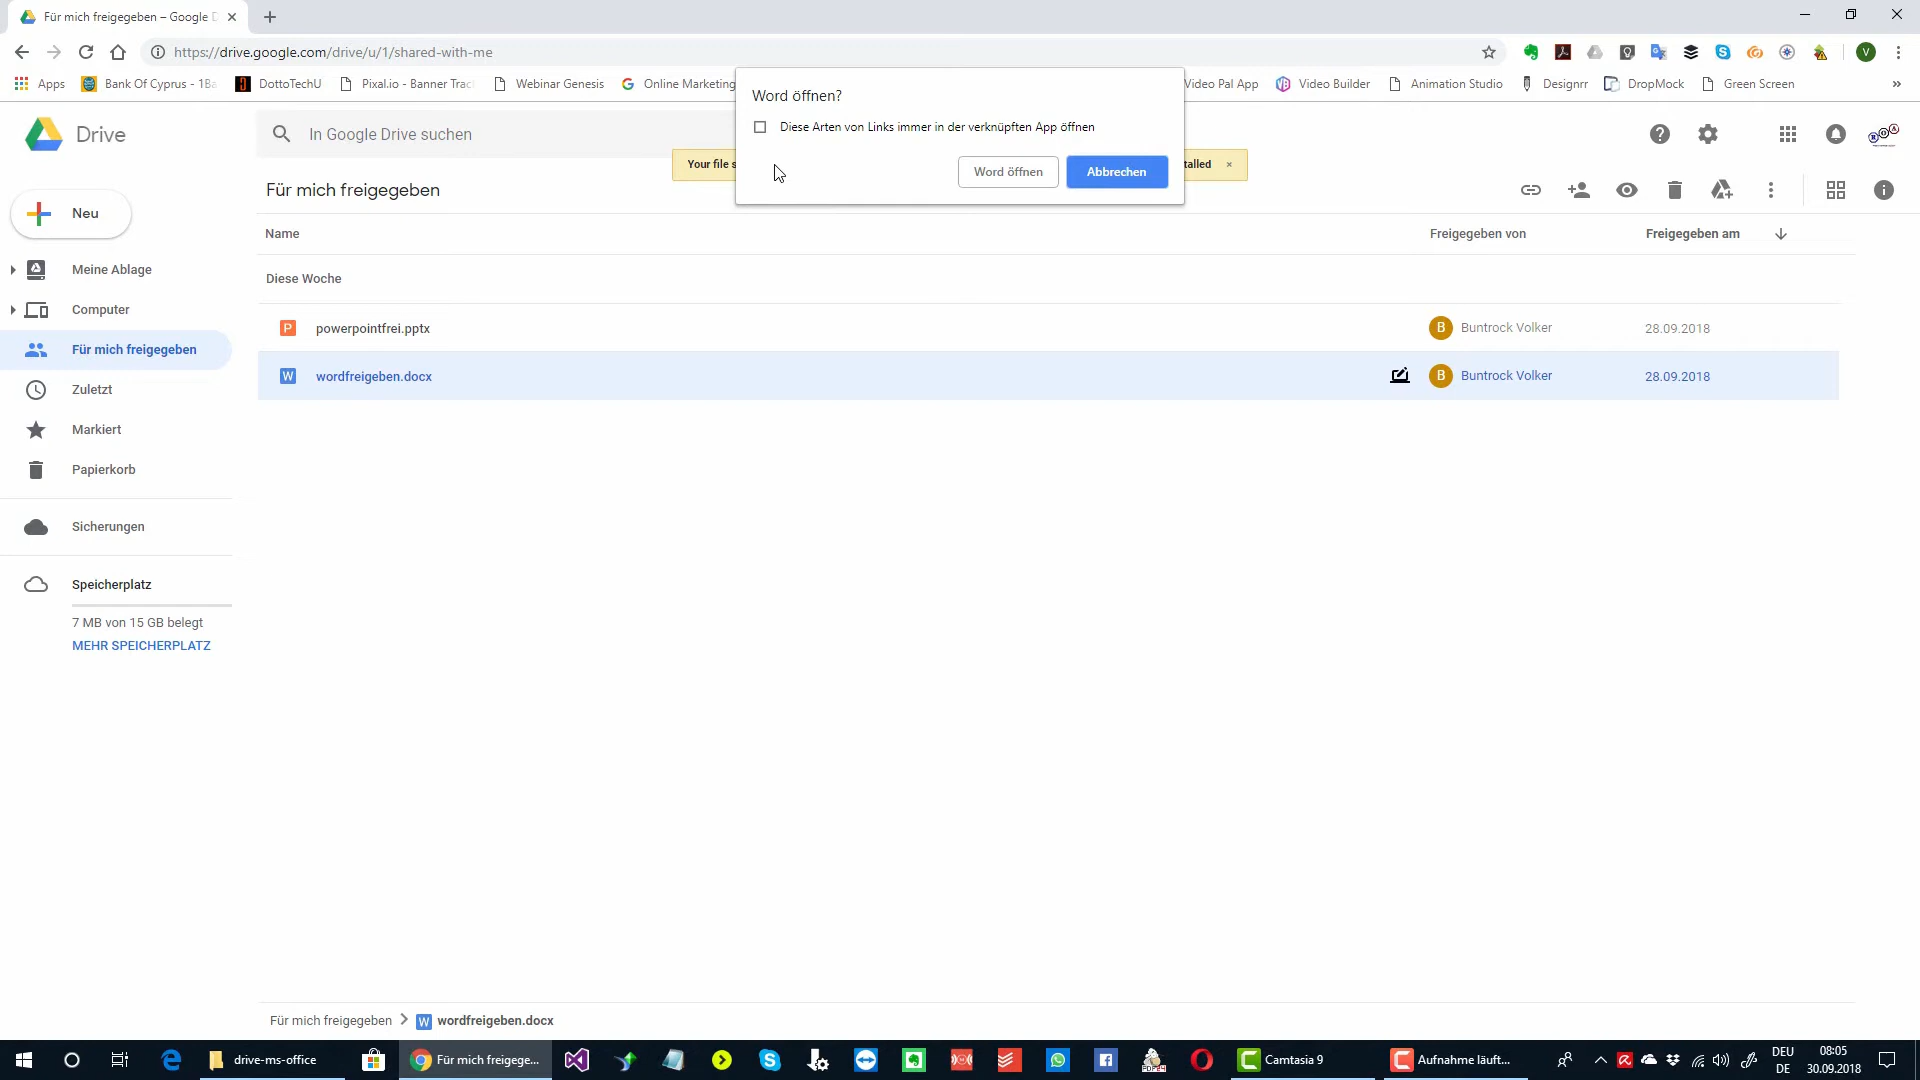 Für mich freigegeben – Google D
https://drive.google.com/drive/u/1/shared-with-me
V
Apps
Bank Of Cyprus - 1Ba
DottoTechU
Pixal.io - Banner Trac
Webinar Genesis
Online Marketing
Video Pal App
Video Builder
Animation Studio
Designrr
DropMock
Green Screen
»
Word öffnen?
Diese Arten von Links immer in der verknüpften App öffnen
Word öffnen
Abbrechen
Drive
In Google Drive suchen
Your file s
talled
Für mich freigegeben
Neu
Name
Freigegeben von
Freigegeben am
Meine Ablage
Diese Woche
Computer
P
powerpointfrei.pptx
B
Buntrock Volker
28.09.2018
Für mich freigegeben
W
wordfreigeben.docx
B
Buntrock Volker
28.09.2018
Zuletzt
Markiert
Papierkorb
Sicherungen
Speicherplatz
7 MB von 15 GB belegt
MEHR SPEICHERPLATZ
Für mich freigegeben
W
wordfreigeben.docx
drive-ms-office
Für mich freigege...
Camtasia 9
Aufnahme läuft...
DEU
DE
08:05
30.09.2018